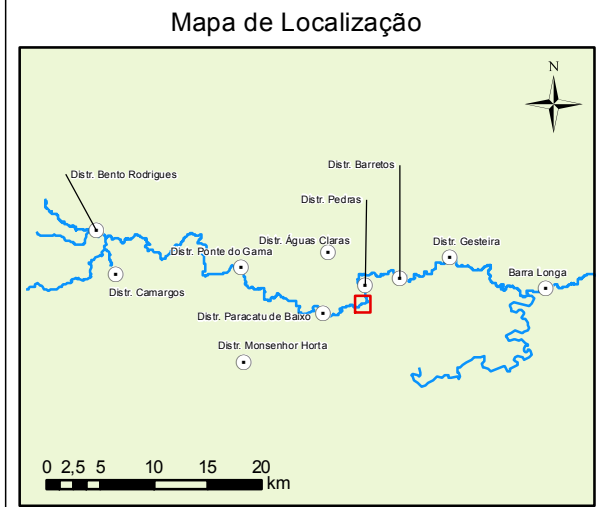 Mapa de Localização
N
Distr. Barretos
Distr. Bento Rodrigues
Distr. Pedras
Distr. Águas Claras
Distr. Gesteira
Distr. Ponte do Gama
Barra Longa
Distr. Camargos
Distr. Paracatu de Baixo
Distr. Monsenhor Horta
0 2,5 5 10 15 20
km